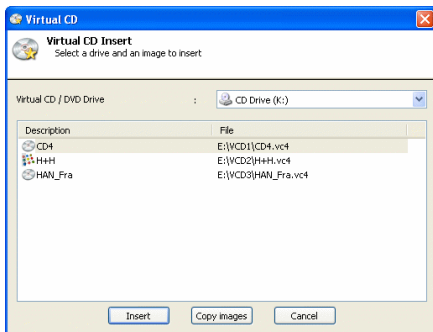 Virtual CD
Virtual CD Insert
Select a drive and an image to insert
Virtual CD / DVD Drive : CD Drive (K:)
Description File
CD4 E:\VCD1\CD4.vc4
H+H E:\VCD2\H+H.vc4
HAN_Fra E:\VCD3\HAN_Fra.vc4
Insert Copy images Cancel